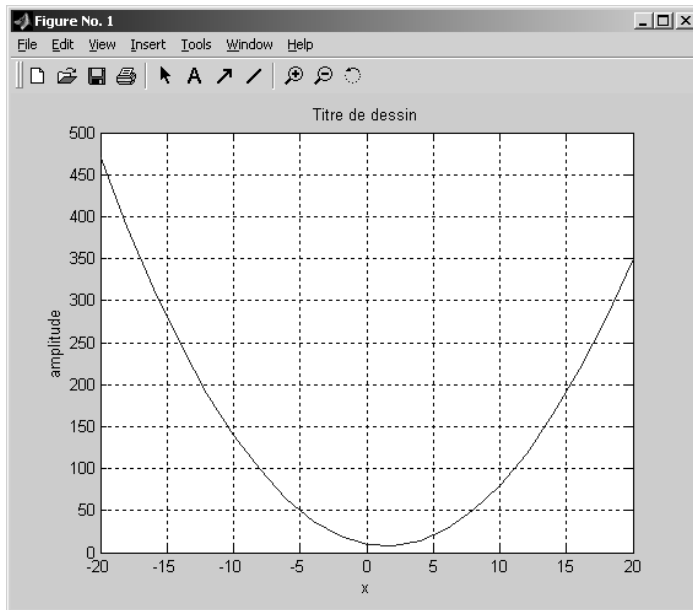 Figure No. 1
File Edit View Insert Tools Window Help
A
Titre de dessin
500
450
400
350
300
250
200
150
100
50
0
amplitude
-20 -15 -10 -5 0 5 10 15 20
x